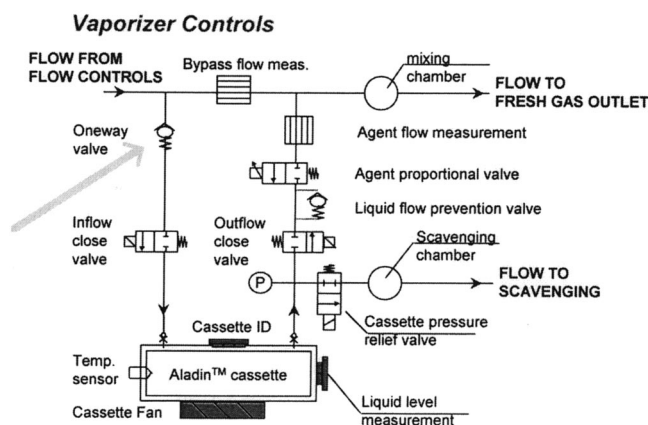 Vaporizer Controls
FLOW FROM
FLOW CONTROLS
Bypass flow meas.
mixing
chamber
FLOW TO
FRESH GAS OUTLET
Oneway
valve
Agent flow measurement
Agent proportional valve
Liquid flow prevention valve
Inflow
close
valve
Outflow
close
valve
Scavenging
chamber
P
FLOW TO
SCAVENGING
Cassette pressure
relief valve
Cassette ID
Temp.
sensor
Aladin™ cassette
Liquid level
measurement
Cassette Fan